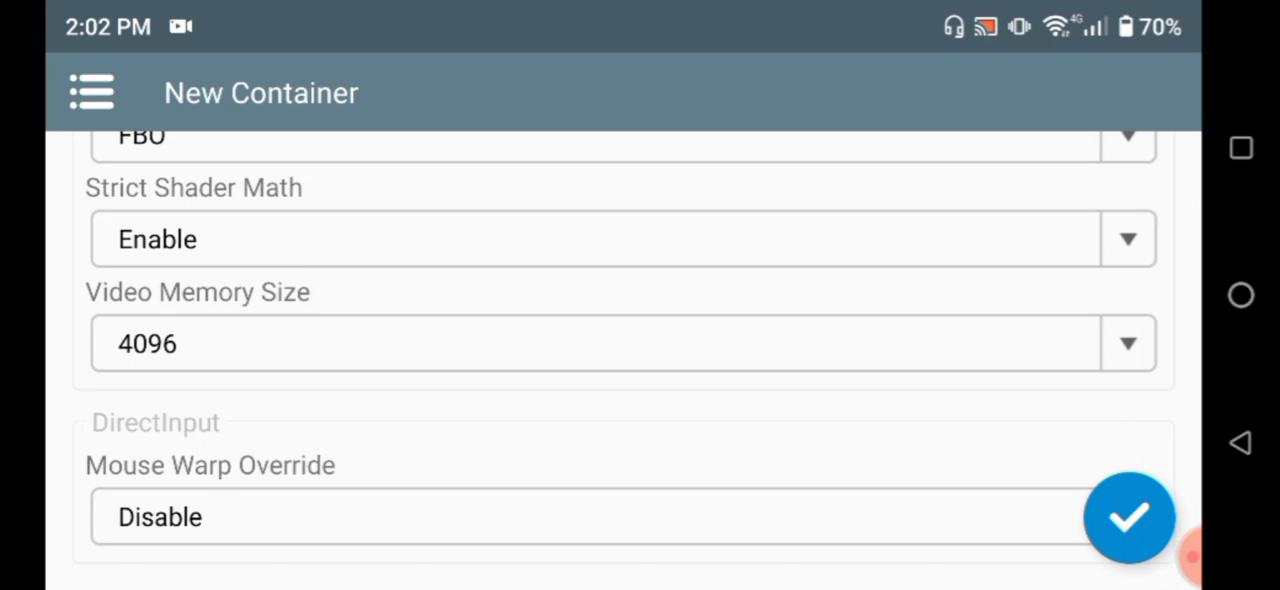 2:02 PM
4G
70%
New Container
FBO
Strict Shader Math
Enable
Video Memory Size
4096
DirectInput
Mouse Warp Override
Disable